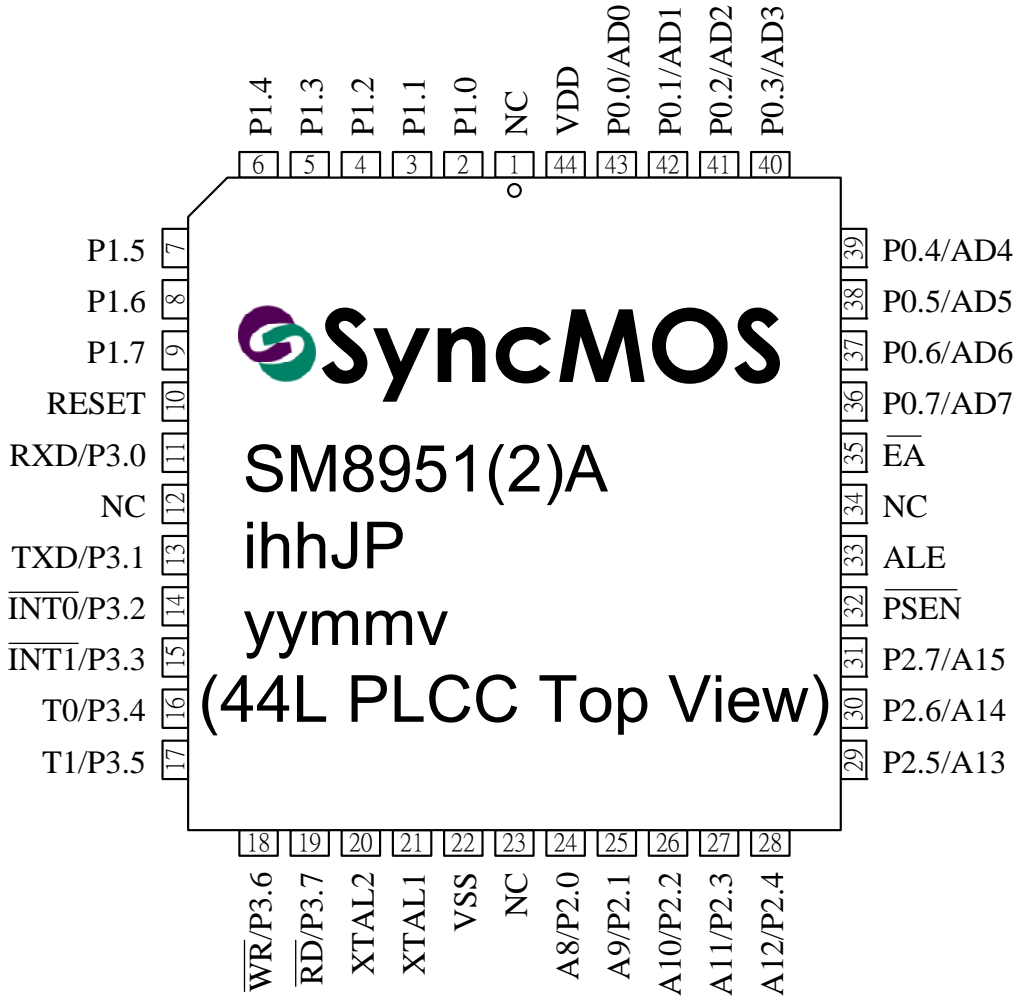 P1.4 P1.3 P1.2 P1.1 P1.0 NC VDD P0.0/AD0 P0.1/AD1 P0.2/AD2 P0.3/AD3
6 5 4 3 2 1 44 43 42 41 40
P1.5 7 39 P0.4/AD4
P1.6 8 38 P0.5/AD5
P1.7 9 37 P0.6/AD6
RESET 10 36 P0.7/AD7
RXD/P3.0 11 35 E̅A̅
NC 12 34 NC
TXD/P3.1 13 33 ALE
I̅N̅T̅0̅/P3.2 14 32 P̅S̅E̅N̅
I̅N̅T̅1̅/P3.3 15 31 P2.7/A15
T0/P3.4 16 30 P2.6/A14
T1/P3.5 17 29 P2.5/A13
SyncMOS
SM8951(2)A
ihhJP
yymmv
(44L PLCC Top View)
18 19 20 21 22 23 24 25 26 27 28
W̅R̅/P3.6 R̅D̅/P3.7 XTAL2 XTAL1 VSS NC A8/P2.0 A9/P2.1 A10/P2.2 A11/P2.3 A12/P2.4